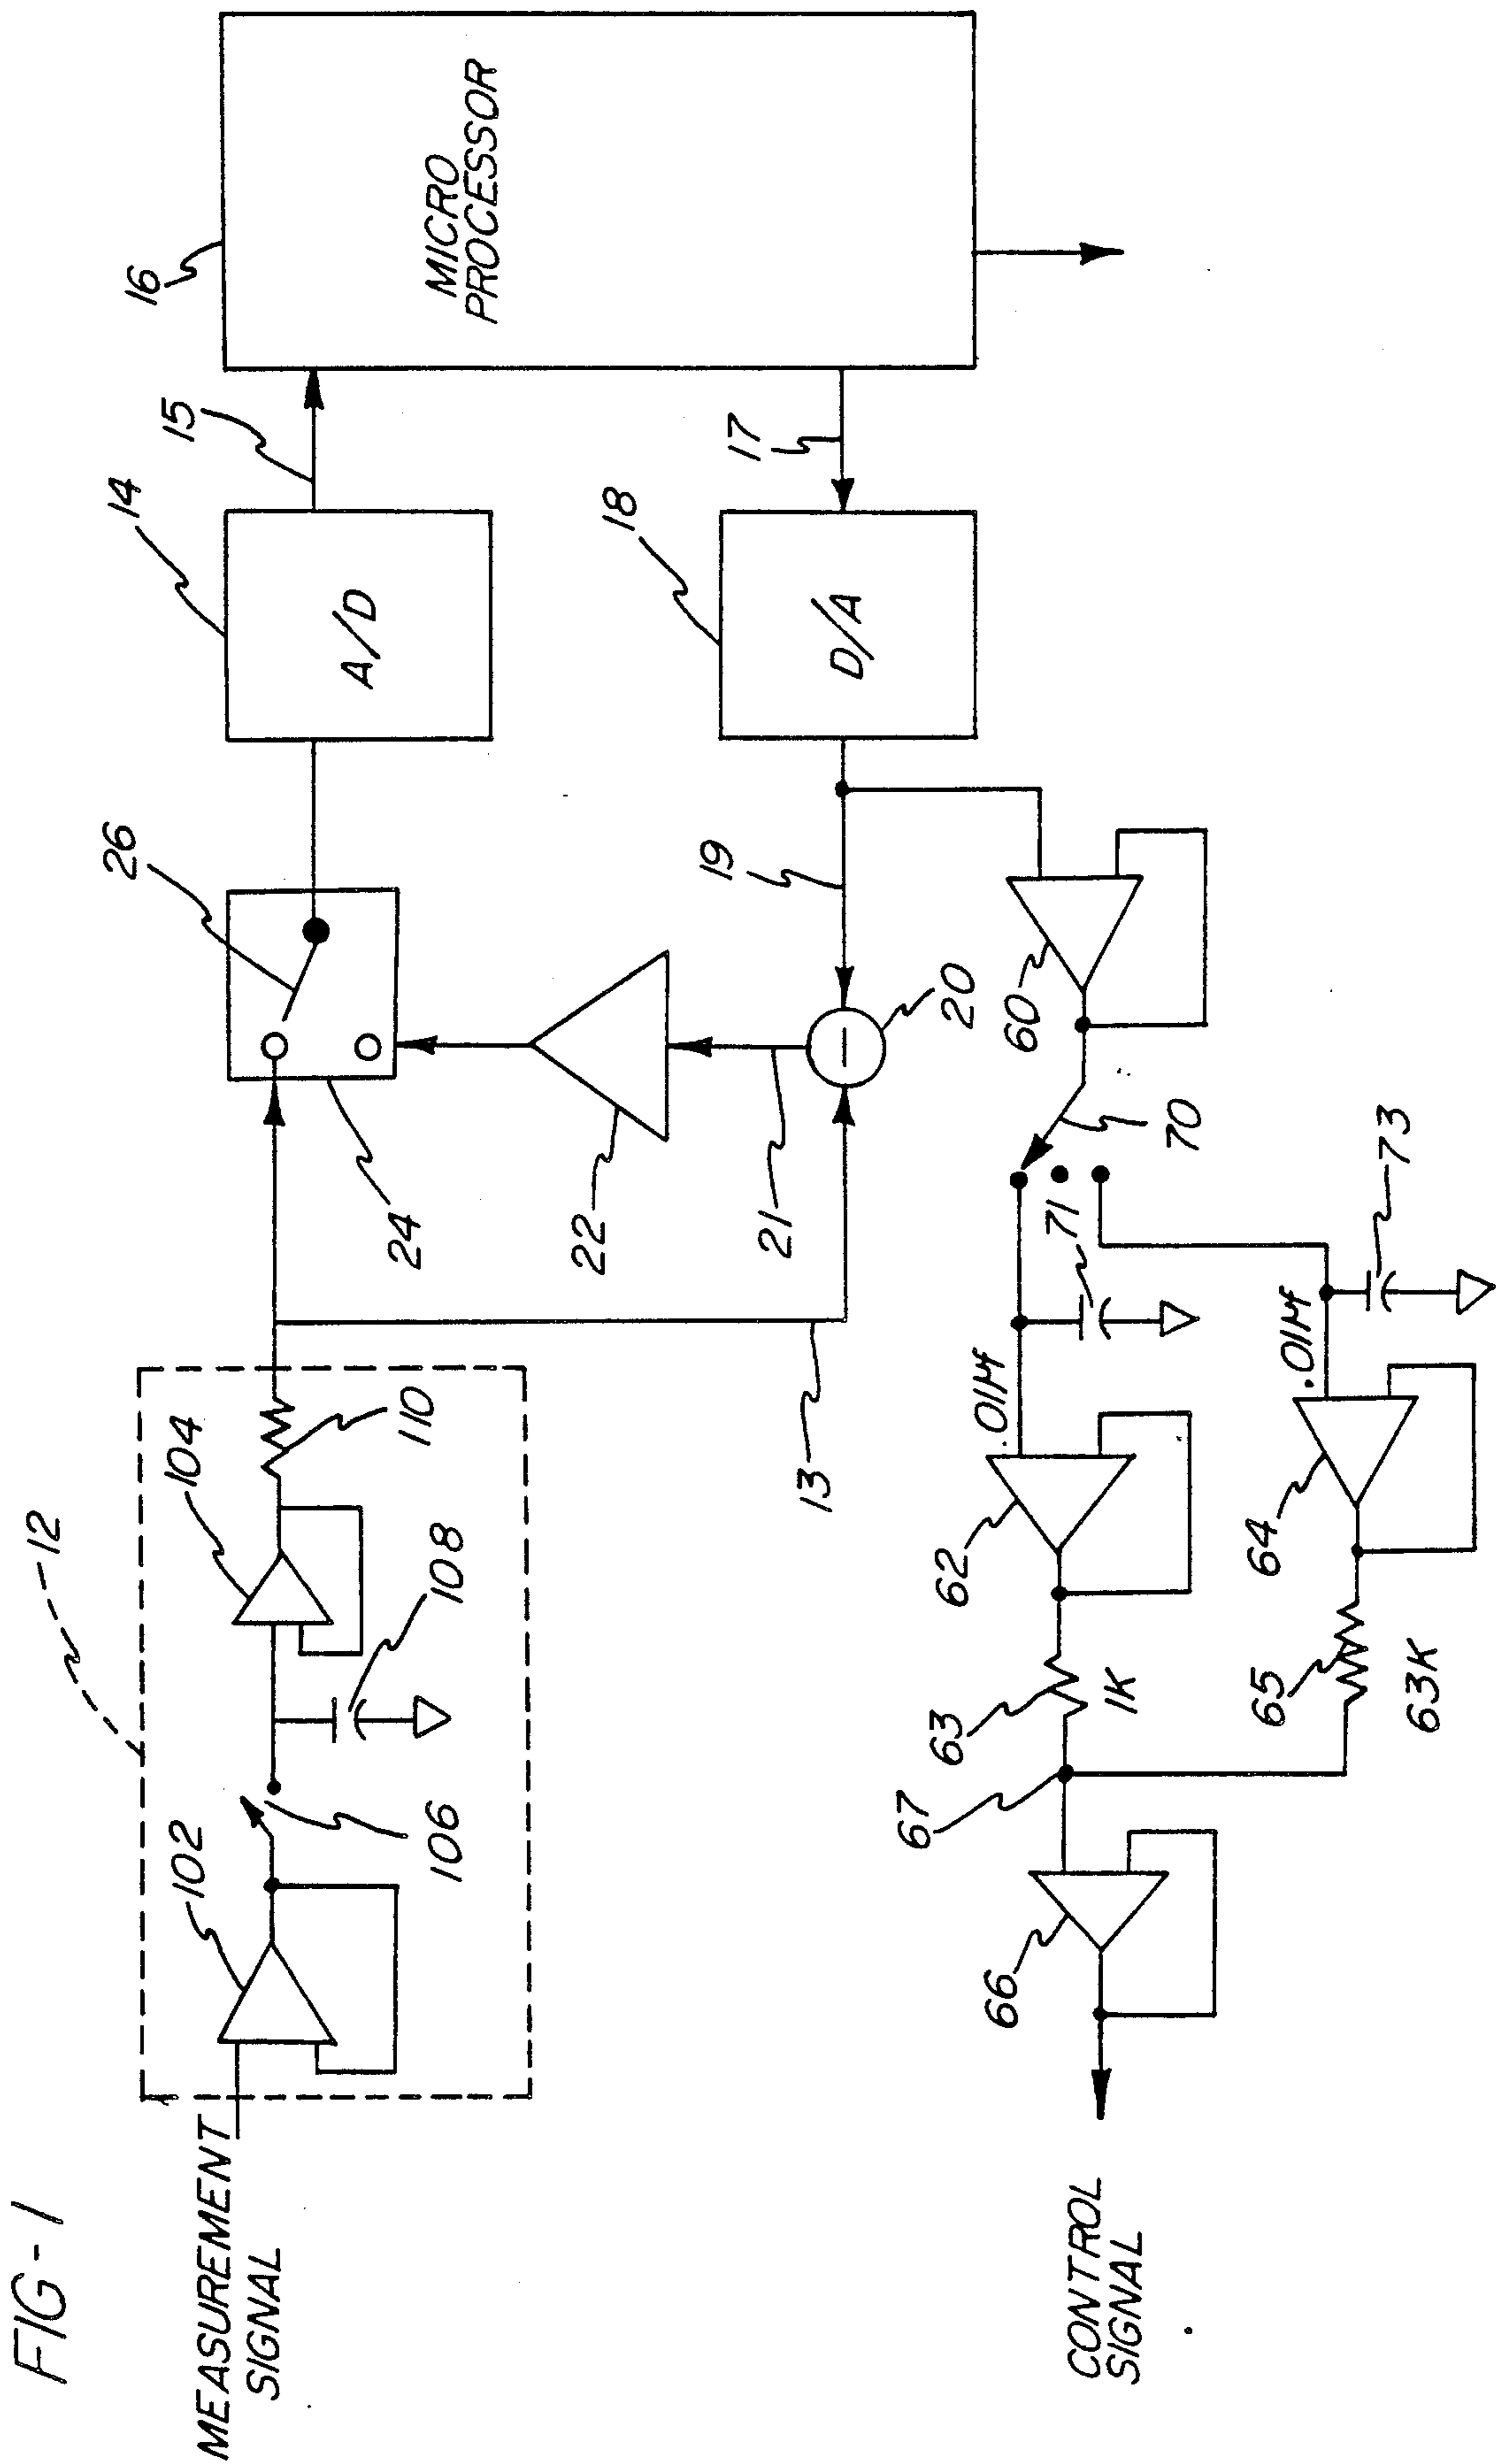 FIG-1
12
MEASUREMENT
SIGNAL
102
106
104
108
110
13
24
26
14
A/D
15
16
MICRO
PROCESSOR
17
18
D/A
19
20
21
22
60
70
71
73
.01µf
.01µf
62
64
63
1K
65
63K
67
66
CONTROL
SIGNAL